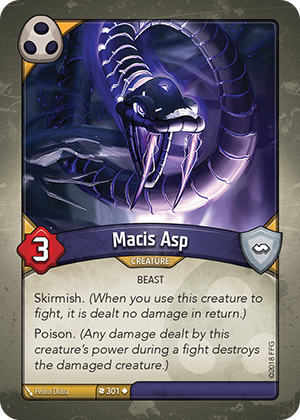 Macis Asp
3
CREATURE
BEAST
Skirmish. (When you use this creature to
fight, it is dealt no damage in return.)
Poison. (Any damage dealt by this
creature's power during a fight destroys
the damaged creature.)
Pedro Dutra
# 301
©2018 FFG